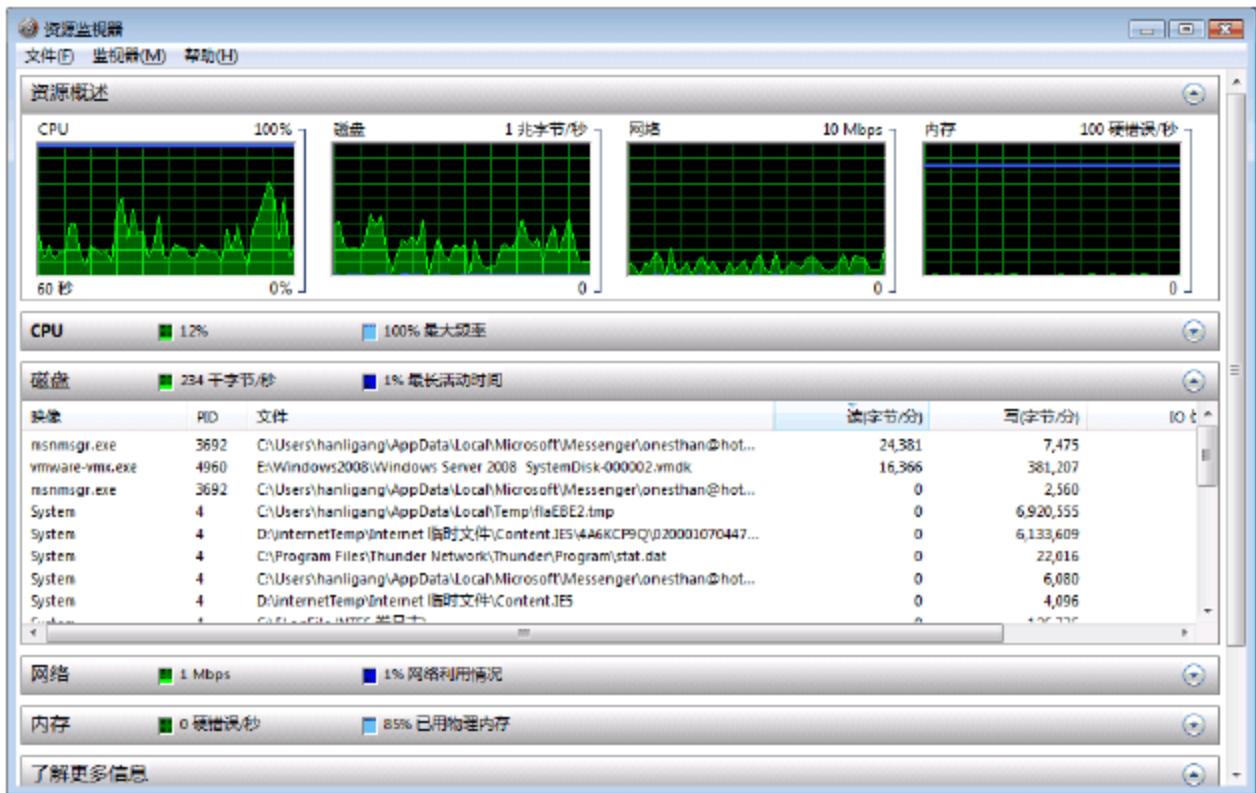 资源监视器
文件(F) 监视器(M) 帮助(H)
资源概述
CPU 100% 磁盘 1 兆字节/秒 网络 10 Mbps 内存 100 硬错误/秒
60 秒 0% 0 0 0
CPU 12% 100% 最大频率
磁盘 234 千字节/秒 1% 最长活动时间
映像 PID 文件 读(字节/分) 写(字节/分) IO
msnmsgr.exe 3692 C:\Users\hanligang\AppData\Local\Microsoft\Messenger\onesthan@hot... 24,381 7,475
vmware-vmx.exe 4960 E:\Windows2008\Windows Server 2008 SystemDisk-000002.vmdk 16,366 381,207
msnmsgr.exe 3692 C:\Users\hanligang\AppData\Local\Microsoft\Messenger\onesthan@hot... 0 2,560
System 4 C:\Users\hanligang\AppData\Local\Temp\flaEBE2.tmp 0 6,920,555
System 4 D:\internetTemp\Internet 临时文件\Content.IE5\4A6KCP9Q\020001070447... 0 6,133,609
System 4 C:\Program Files\Thunder Network\Thunder\Program\stat.dat 0 22,016
System 4 C:\Users\hanligang\AppData\Local\Microsoft\Messenger\onesthan@hot... 0 6,080
System 4 D:\internetTemp\Internet 临时文件\Content.IE5 0 4,096
网络 1 Mbps 1% 网络利用情况
内存 0 硬错误/秒 85% 已用物理内存
了解更多信息